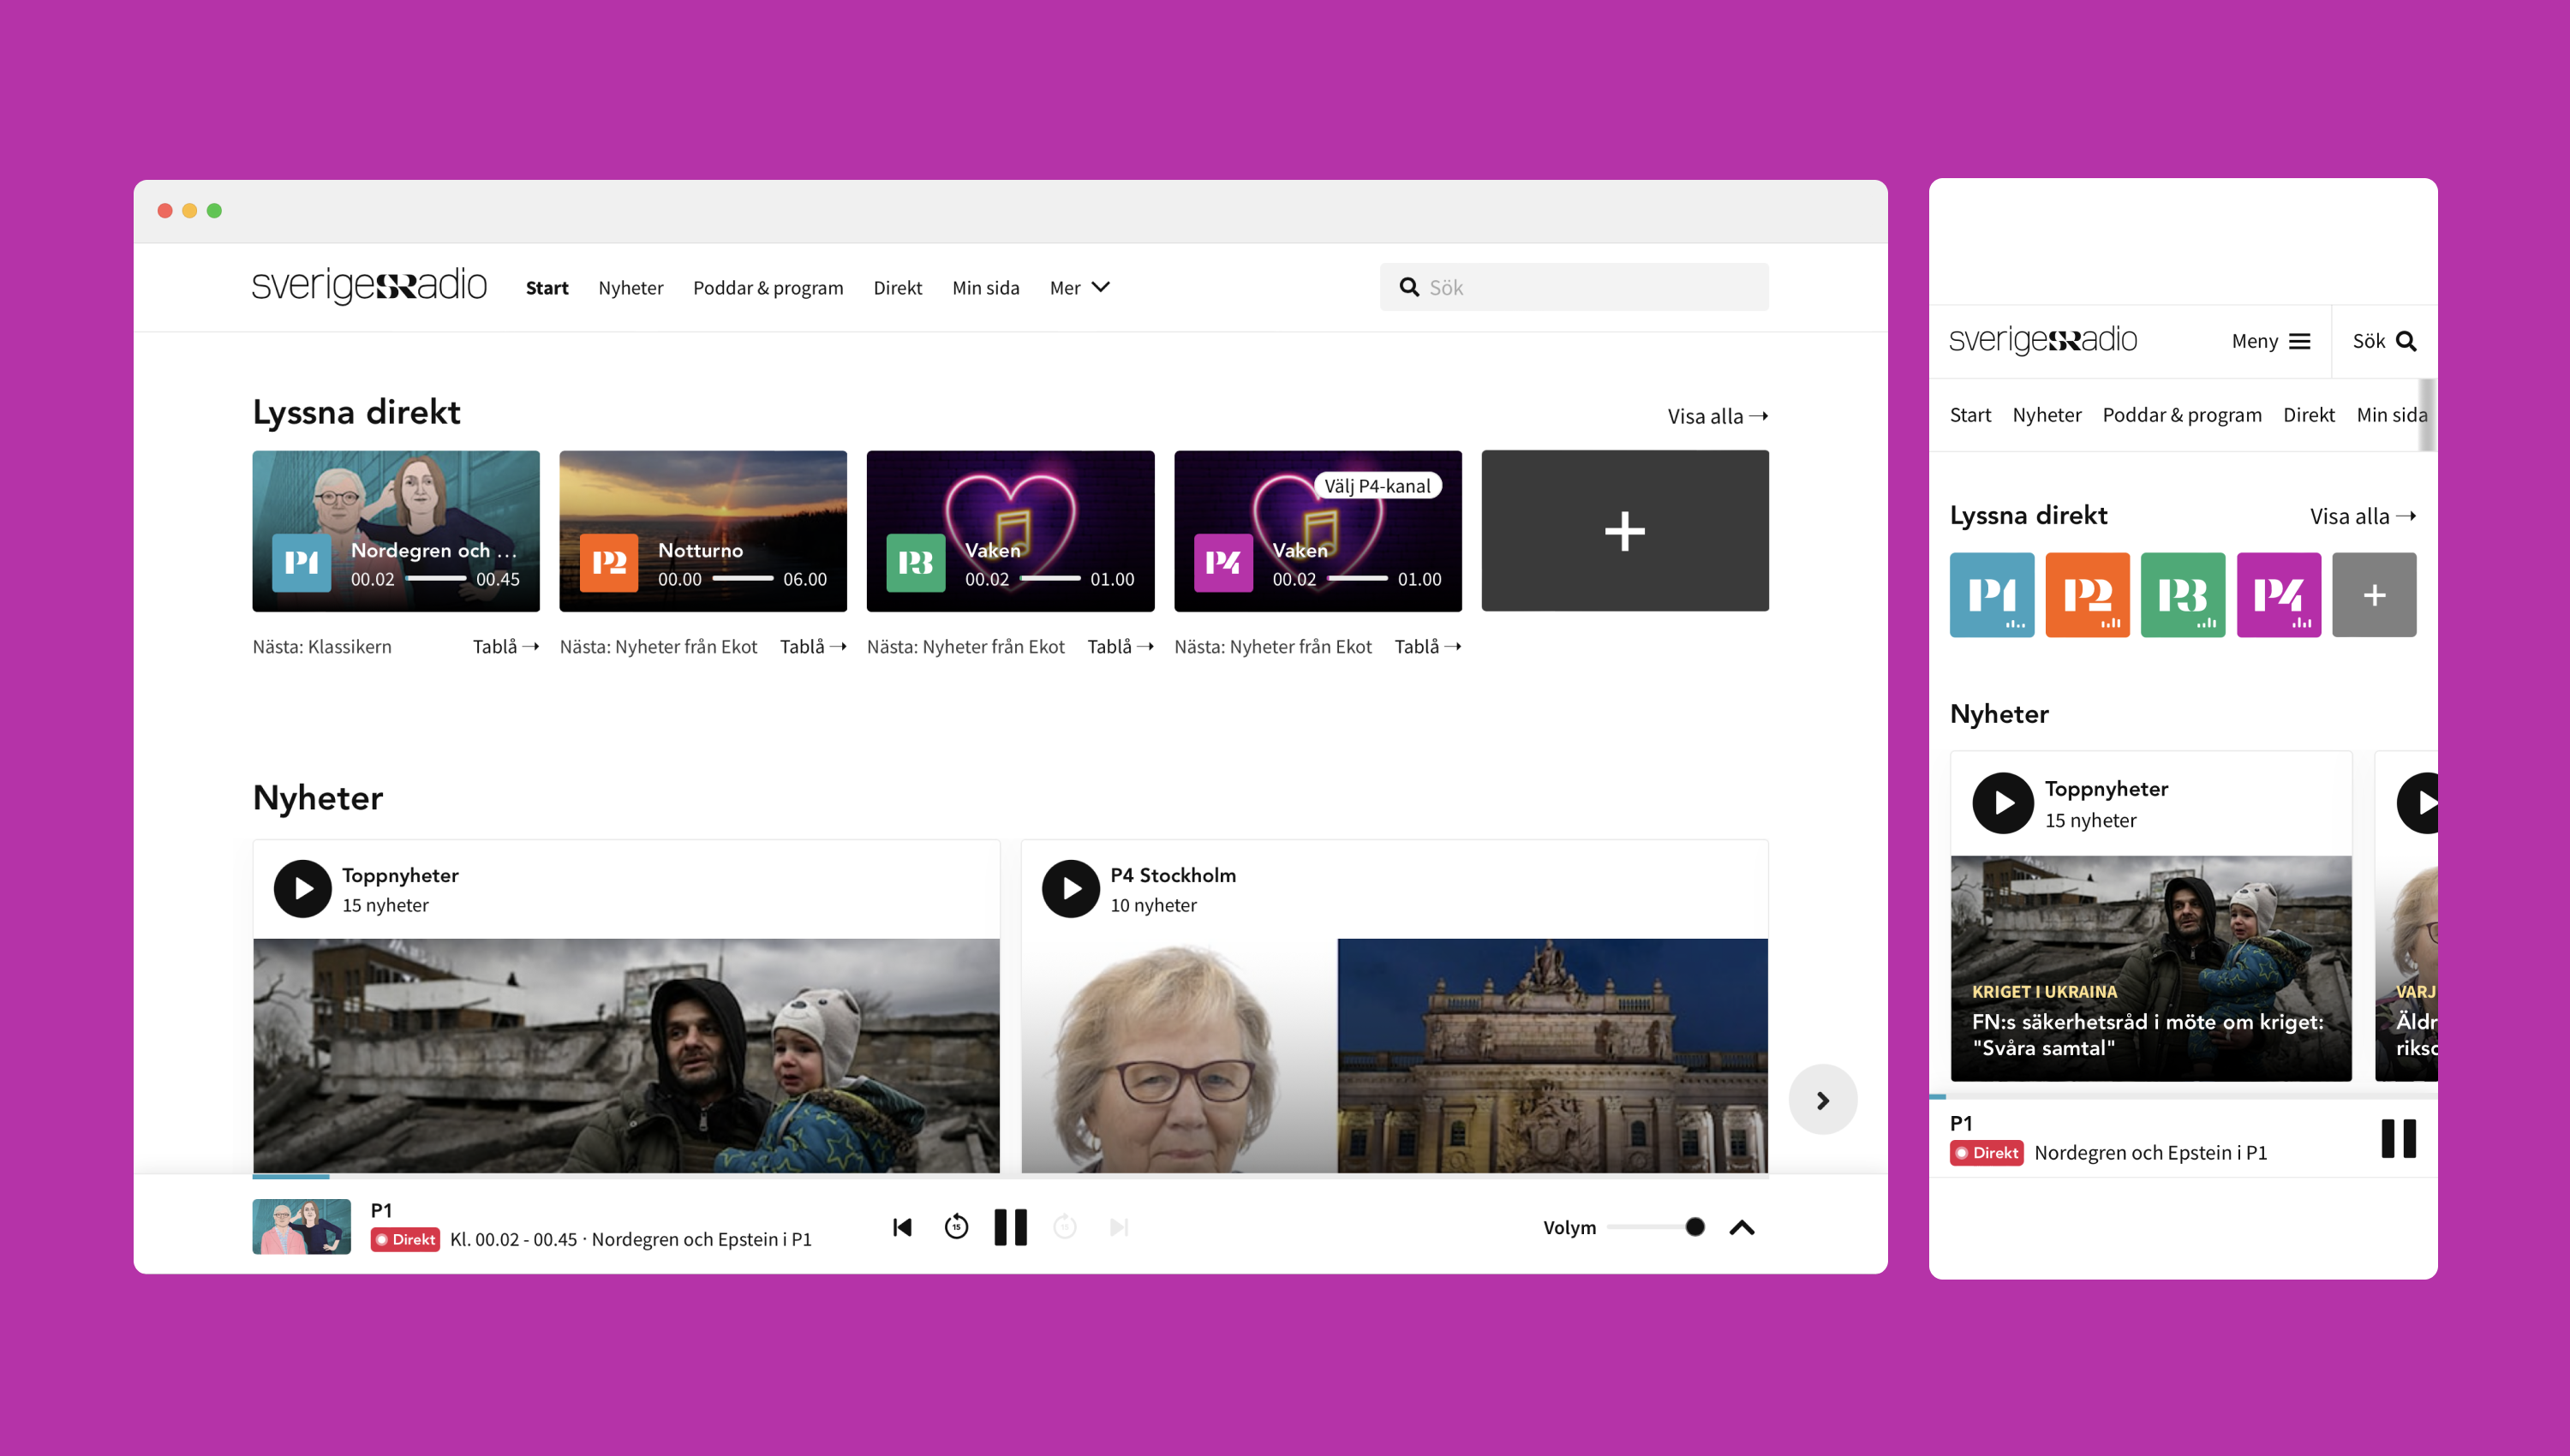 sverigesRadio Start Nyheter Poddar & program Direkt Min sida Mer Sök
Lyssna direkt Visa alla →
Välj P4-kanal
P1 Nordegren och ... 00.02 00.45
P2 Notturno 00.00 06.00
P3 Vaken 00.02 01.00
P4 Vaken 00.02 01.00
+
Nästa: Klassikern Tablå →
Nästa: Nyheter från Ekot Tablå →
Nästa: Nyheter från Ekot Tablå →
Nästa: Nyheter från Ekot Tablå →
Nyheter
Toppnyheter
15 nyheter
P4 Stockholm
10 nyheter
P1
Direkt Kl. 00.02 - 00.45 · Nordegren och Epstein i P1
15
Volym
sverigesRadio Meny Sök
Start Nyheter Poddar & program Direkt Min sida
Lyssna direkt Visa alla →
P1 P2 P3 P4 +
Nyheter
Toppnyheter
15 nyheter
KRIGET I UKRAINA
FN:s säkerhetsråd i möte om kriget:
"Svåra samtal"
VARJ
Äldr
riks
P1
Direkt Nordegren och Epstein i P1